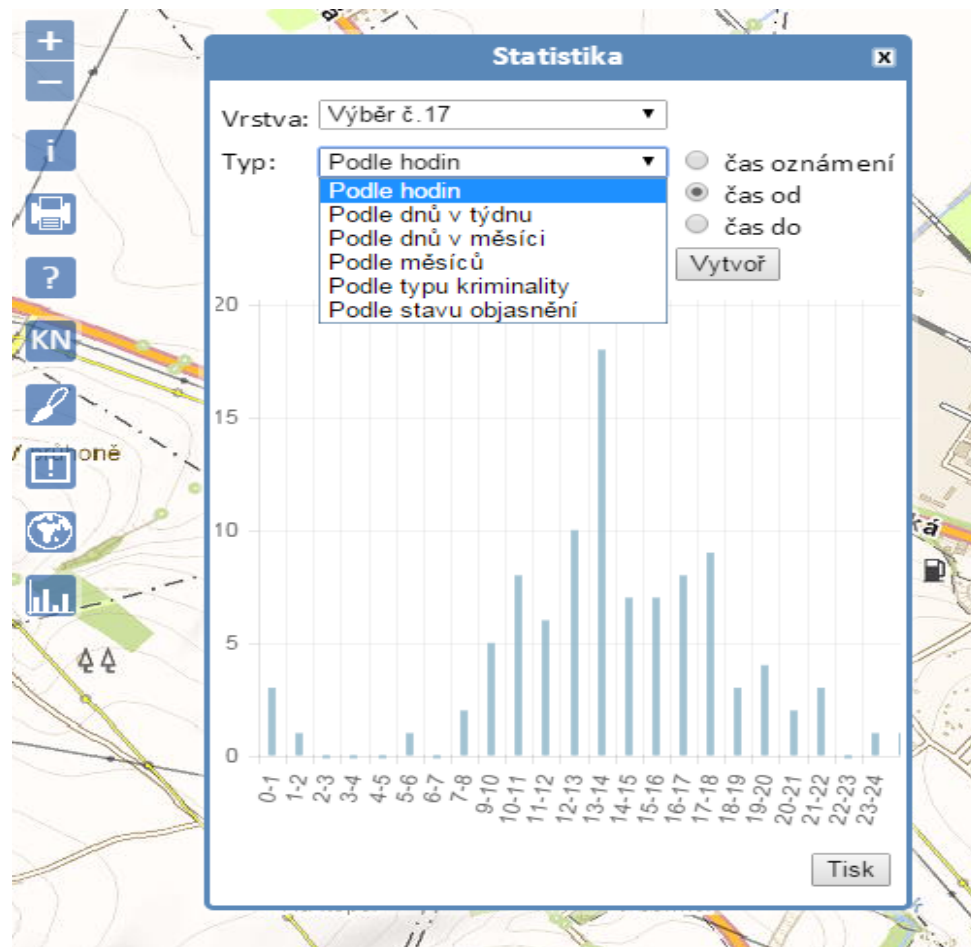 +
Statistika
x
–
Vrstva: Výběr č.17
i
Typ: Podle hodin
čas oznámení
čas od
čas do
Podle hodin
Podle dnů v týdnu
Podle dnů v měsíci
Podle měsíců
Podle typu kriminality
Podle stavu objasnění
Vytvoř
?
KN
oně
!
ká
20
15
10
5
0
0-1 1-2 2-3 3-4 4-5 5-6 6-7 7-8 9-10 10-11 11-12 12-13 13-14 14-15 15-16 16-17 17-18 18-19 19-20 20-21 21-22 22-23 23-24
Tisk